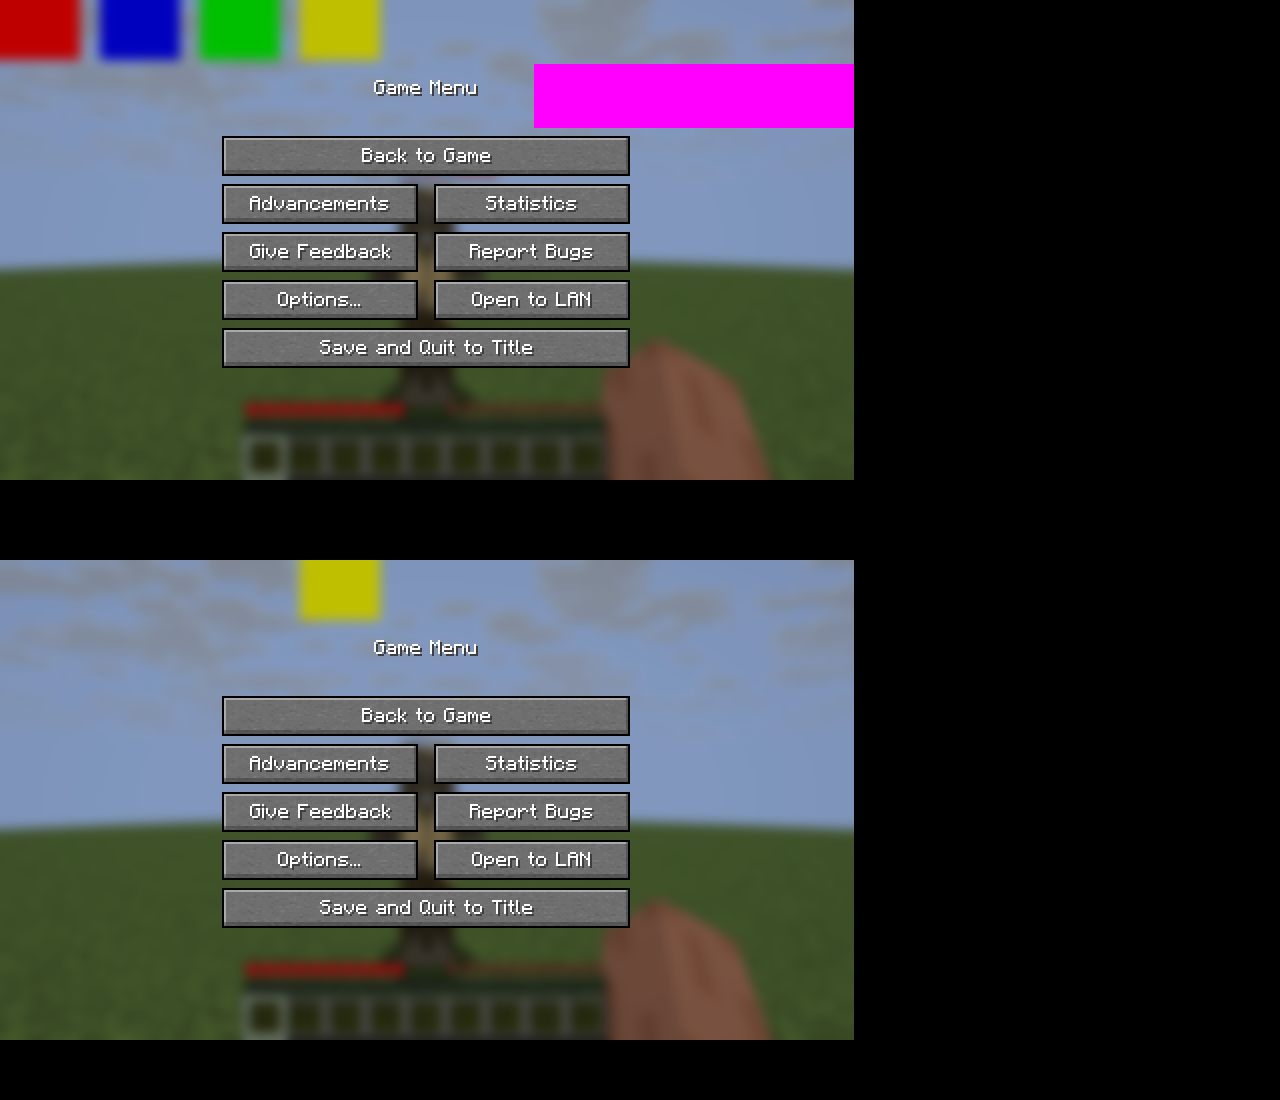 Game Menu
Back to Game
Advancements
Statistics
Give Feedback
Report Bugs
Options...
Open to LAN
Save and Quit to Title
Game Menu
Back to Game
Advancements
Statistics
Give Feedback
Report Bugs
Options...
Open to LAN
Save and Quit to Title